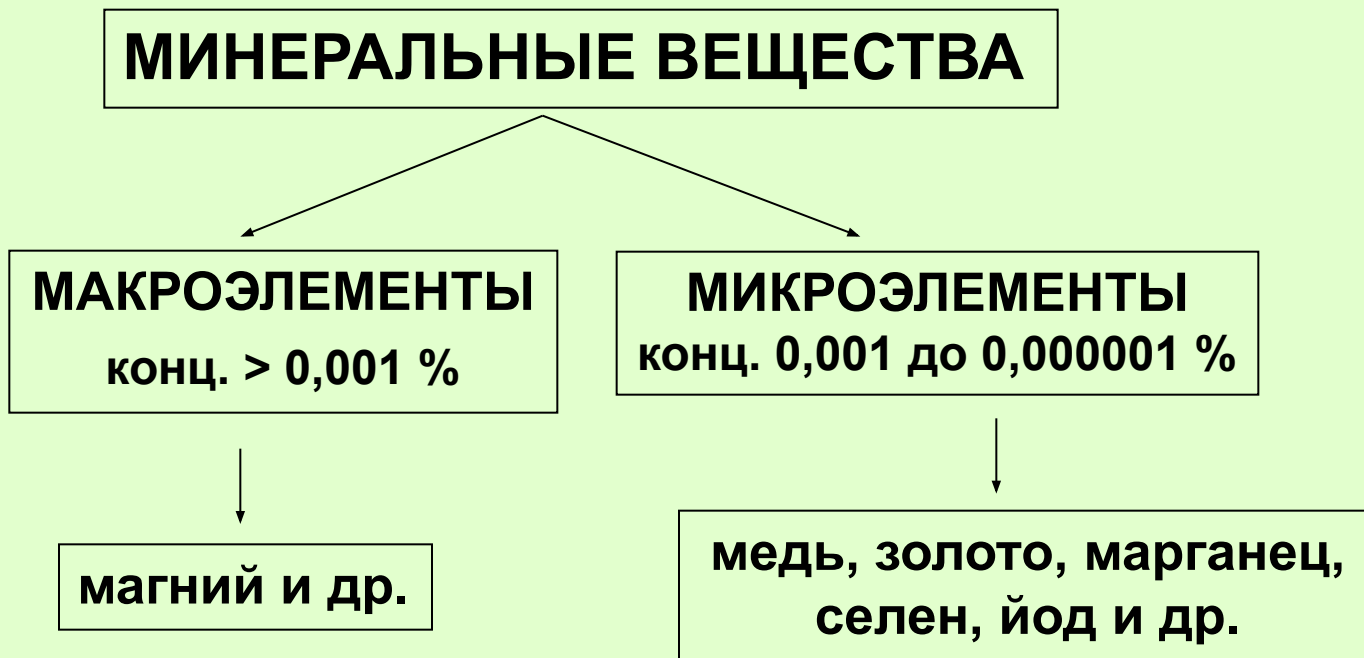 МИНЕРАЛЬНЫЕ ВЕЩЕСТВА
МАКРОЭЛЕМЕНТЫ
конц. > 0,001 %
МИКРОЭЛЕМЕНТЫ
конц. 0,001 до 0,000001 %
магний и др.
медь, золото, марганец,
селен, йод и др.